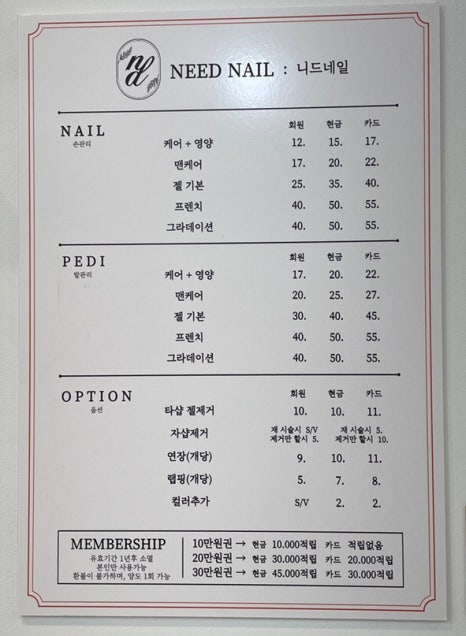 nd
NEED NAIL : 니드네일
NAIL 회원 현금 카드
손관리
케어 + 영양 12. 15. 17.
맨케어 17. 20. 22.
젤 기본 25. 35. 40.
프렌치 40. 50. 55.
그라데이션 40. 50. 55.
PEDI 회원 현금 카드
발관리
케어 + 영양 17. 20. 22.
맨케어 20. 25. 27.
젤 기본 30. 40. 45.
프렌치 40. 50. 55.
그라데이션 40. 50. 55.
OPTION 회원 현금 카드
옵션
타샵 젤제거 10. 10. 11.
자샵제거 재 시술시 S/V 재 시술시 5.
제거만 할시 5. 제거만 할시 10.
연장(개당) 9. 10. 11.
랩핑(개당) 5. 7. 8.
컬러추가 S/V 2. 2.
MEMBERSHIP
유효기간 1년후 소멸
본인만 사용가능
환불이 불가하며, 양도 1회 가능
10만원권 → 현금 10.000적립 카드 적립없음
20만원권 → 현금 30.000적립 카드 20.000적립
30만원권 → 현금 45.000적립 카드 30.000적립